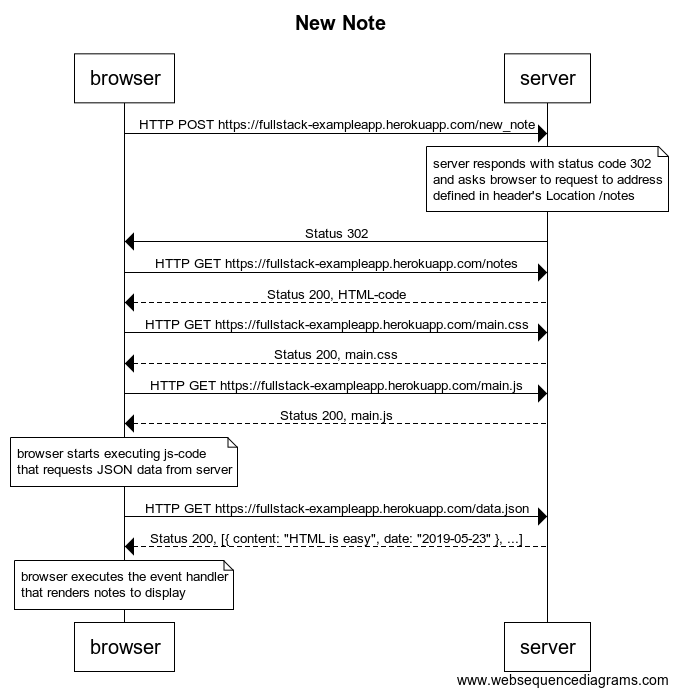 New Note
browser
server
HTTP POST https://fullstack-exampleapp.herokuapp.com/new_note
server responds with status code 302
and asks browser to request to address
defined in header's Location /notes
Status 302
HTTP GET https://fullstack-exampleapp.herokuapp.com/notes
Status 200, HTML-code
HTTP GET https://fullstack-exampleapp.herokuapp.com/main.css
Status 200, main.css
HTTP GET https://fullstack-exampleapp.herokuapp.com/main.js
Status 200, main.js
browser starts executing js-code
that requests JSON data from server
HTTP GET https://fullstack-exampleapp.herokuapp.com/data.json
Status 200, [{ content: "HTML is easy", date: "2019-05-23" }, ...]
browser executes the event handler
that renders notes to display
browser
server
www.websequencediagrams.com